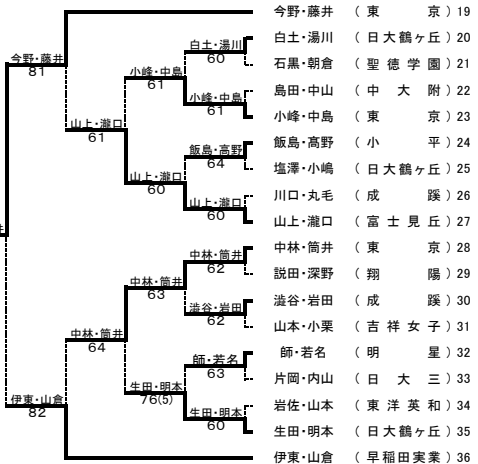 今野・藤井 （ 東 京 ） 19
白土・湯川 （ 日大鶴ヶ丘 ） 20
石黒・朝倉 （ 聖徳学園 ） 21
島田・中山 （ 中 大 附 ） 22
小峰・中島 （ 東 京 ） 23
飯島・髙野 （ 小 平 ） 24
塩澤・小嶋 （ 日大鶴ヶ丘 ） 25
川口・丸毛 （ 成 蹊 ） 26
山上・瀧口 （ 富士見丘 ） 27
中林・筒井 （ 東 京 ） 28
説田・深野 （ 翔 陽 ） 29
澁谷・岩田 （ 成 蹊 ） 30
山本・小栗 （ 吉祥女子 ） 31
師・若名 （ 明 星 ） 32
片岡・内山 （ 日 大 三 ） 33
岩佐・山本 （ 東洋英和 ） 34
生田・明本 （ 日大鶴ヶ丘 ） 35
伊東・山倉 （ 早稲田実業 ） 36
白土・湯川
60
小峰・中島
61
飯島・髙野
64
山上・瀧口
60
中林・筒井
62
澁谷・岩田
62
師・若名
63
生田・明本
60
小峰・中島
61
山上・瀧口
60
中林・筒井
63
生田・明本
76(5)
山上・瀧口
61
中林・筒井
64
今野・藤井
81
伊東・山倉
82